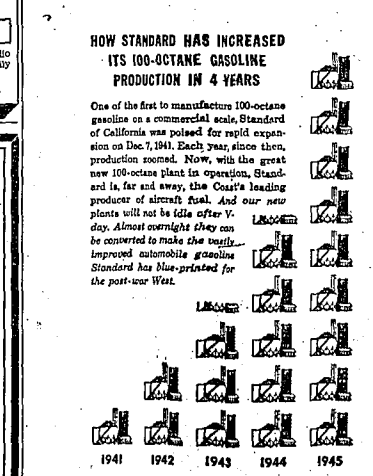 HOW STANDARD HAS INCREASED
ITS 100-OCTANE GASOLINE
PRODUCTION IN 4 YEARS
One of the first to manufacture 100-octane
gasoline on a commercial scale, Standard
of California was poised for rapid expan-
sion on Dec. 7, 1941. Each year, since then,
production zoomed. Now, with the great
new 100-octane plant in operation, Stand-
ard is, far and away, the Coast's leading
producer of aircraft fuel. And our new
plants will not be idle after V-
day. Almost overnight they can
be converted to make the vastly
improved automobile gasoline
Standard has blue-printed for
the post-war West.
1941 1942 1943 1944 1945